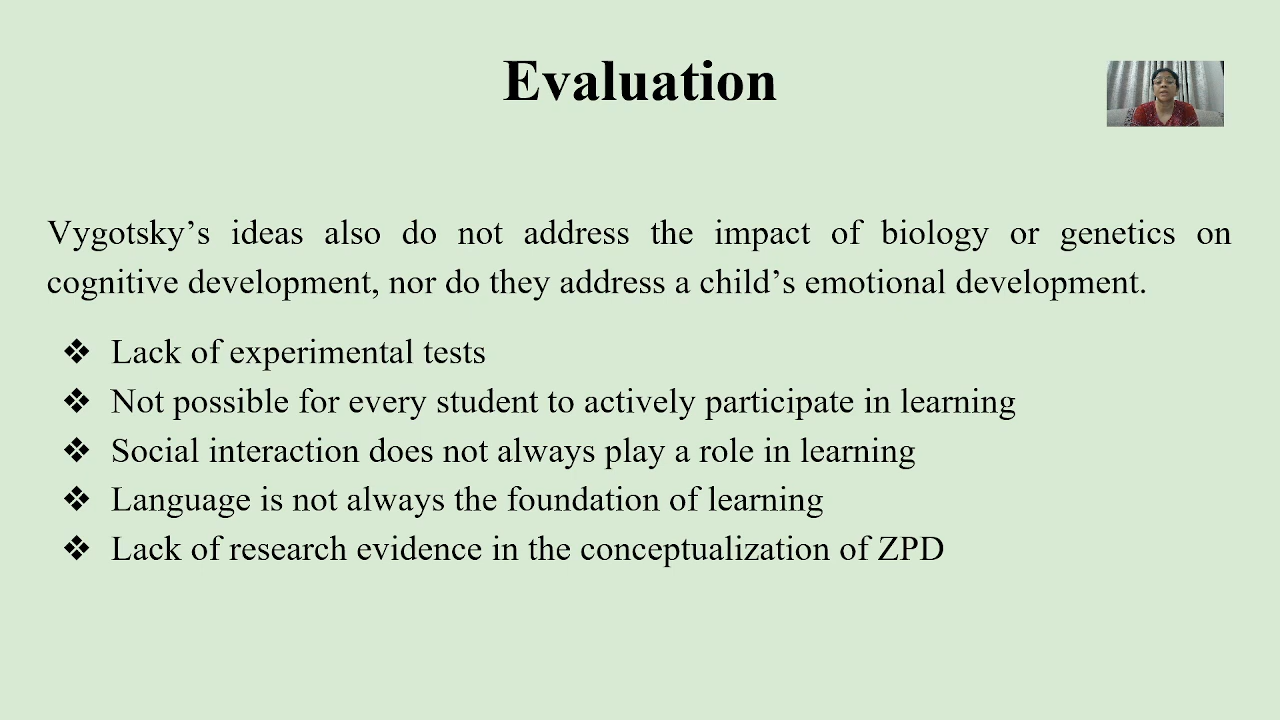 Evaluation
Vygotsky’s ideas also do not address the impact of biology or genetics on
cognitive development, nor do they address a child’s emotional development.
❖ Lack of experimental tests
❖ Not possible for every student to actively participate in learning
❖ Social interaction does not always play a role in learning
❖ Language is not always the foundation of learning
❖ Lack of research evidence in the conceptualization of ZPD